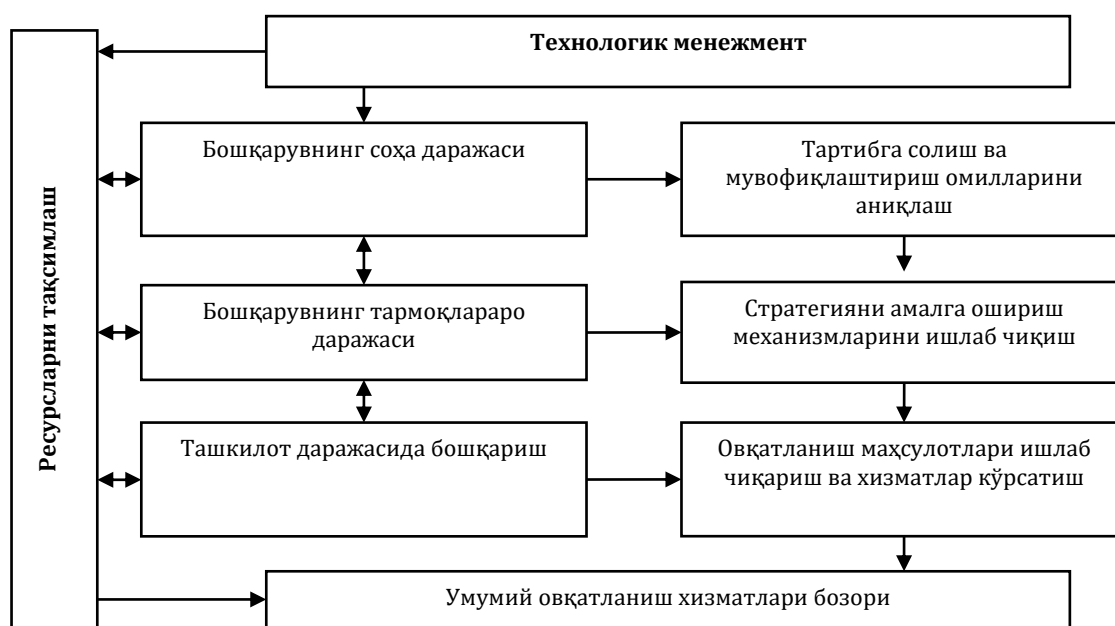 Технологик менежмент
Ресурсларни тақсимлаш
Бошқарувнинг соҳа даражаси
Тартибга солиш ва
мувофиқлаштириш омилларини
аниқлаш
Бошқарувнинг тармоқлараро
даражаси
Стратегияни амалга ошириш
механизмларини ишлаб чиқиш
Ташкилот даражасида бошқариш
Овқатланиш маҳсулотлари ишлаб
чиқариш ва хизматлар кўрсатиш
Умумий овқатланиш хизматлари бозори